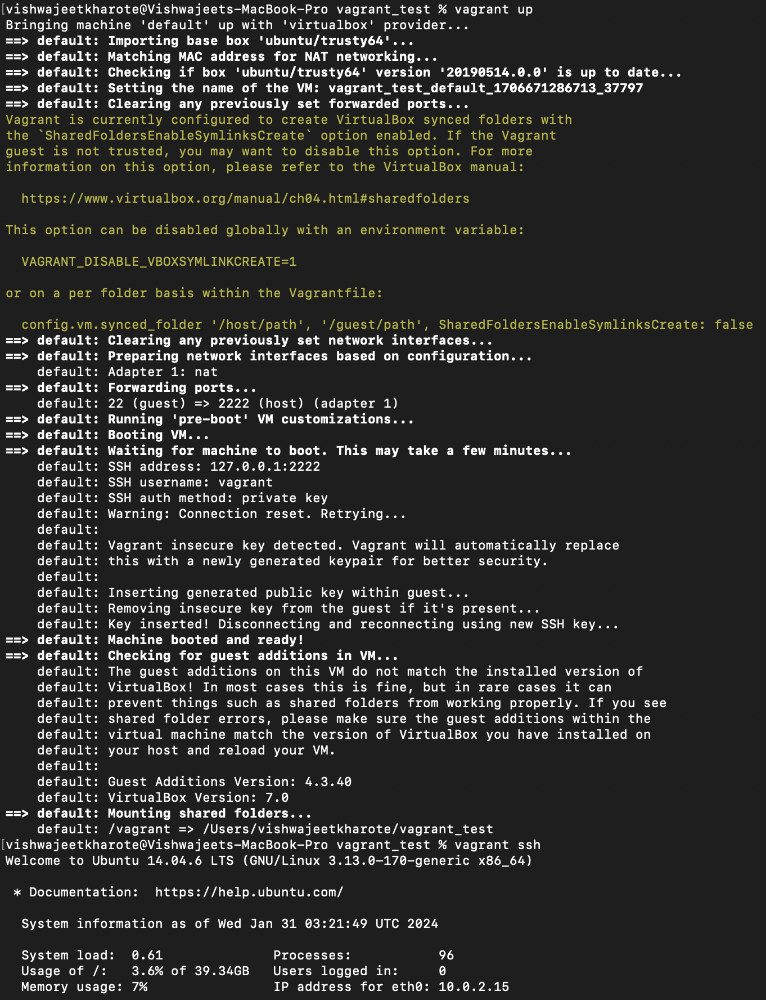 [vishwajeetkharote@Vishwajeets-MacBook-Pro vagrant_test % vagrant up
Bringing machine 'default' up with 'virtualbox' provider...
==> default: Importing base box 'ubuntu/trusty64'...
==> default: Matching MAC address for NAT networking...
==> default: Checking if box 'ubuntu/trusty64' version '20190514.0.0' is up to date...
==> default: Setting the name of the VM: vagrant_test_default_1706671286713_37797
==> default: Clearing any previously set forwarded ports...
Vagrant is currently configured to create VirtualBox synced folders with
the `SharedFoldersEnableSymlinksCreate` option enabled. If the Vagrant
guest is not trusted, you may want to disable this option. For more
information on this option, please refer to the VirtualBox manual:

  https://www.virtualbox.org/manual/ch04.html#sharedfolders

This option can be disabled globally with an environment variable:

  VAGRANT_DISABLE_VBOXSYMLINKCREATE=1

or on a per folder basis within the Vagrantfile:

  config.vm.synced_folder '/host/path', '/guest/path', SharedFoldersEnableSymlinksCreate: false
==> default: Clearing any previously set network interfaces...
==> default: Preparing network interfaces based on configuration...
    default: Adapter 1: nat
==> default: Forwarding ports...
    default: 22 (guest) => 2222 (host) (adapter 1)
==> default: Running 'pre-boot' VM customizations...
==> default: Booting VM...
==> default: Waiting for machine to boot. This may take a few minutes...
    default: SSH address: 127.0.0.1:2222
    default: SSH username: vagrant
    default: SSH auth method: private key
    default: Warning: Connection reset. Retrying...
    default:
    default: Vagrant insecure key detected. Vagrant will automatically replace
    default: this with a newly generated keypair for better security.
    default:
    default: Inserting generated public key within guest...
    default: Removing insecure key from the guest if it's present...
    default: Key inserted! Disconnecting and reconnecting using new SSH key...
==> default: Machine booted and ready!
==> default: Checking for guest additions in VM...
    default: The guest additions on this VM do not match the installed version of
    default: VirtualBox! In most cases this is fine, but in rare cases it can
    default: prevent things such as shared folders from working properly. If you see
    default: shared folder errors, please make sure the guest additions within the
    default: virtual machine match the version of VirtualBox you have installed on
    default: your host and reload your VM.
    default:
    default: Guest Additions Version: 4.3.40
    default: VirtualBox Version: 7.0
==> default: Mounting shared folders...
    default: /vagrant => /Users/vishwajeetkharote/vagrant_test
[vishwajeetkharote@Vishwajeets-MacBook-Pro vagrant_test % vagrant ssh
Welcome to Ubuntu 14.04.6 LTS (GNU/Linux 3.13.0-170-generic x86_64)

 * Documentation:  https://help.ubuntu.com/

  System information as of Wed Jan 31 03:21:49 UTC 2024

  System load:  0.61              Processes:           96
  Usage of /:   3.6% of 39.34GB   Users logged in:     0
  Memory usage: 7%                IP address for eth0: 10.0.2.15